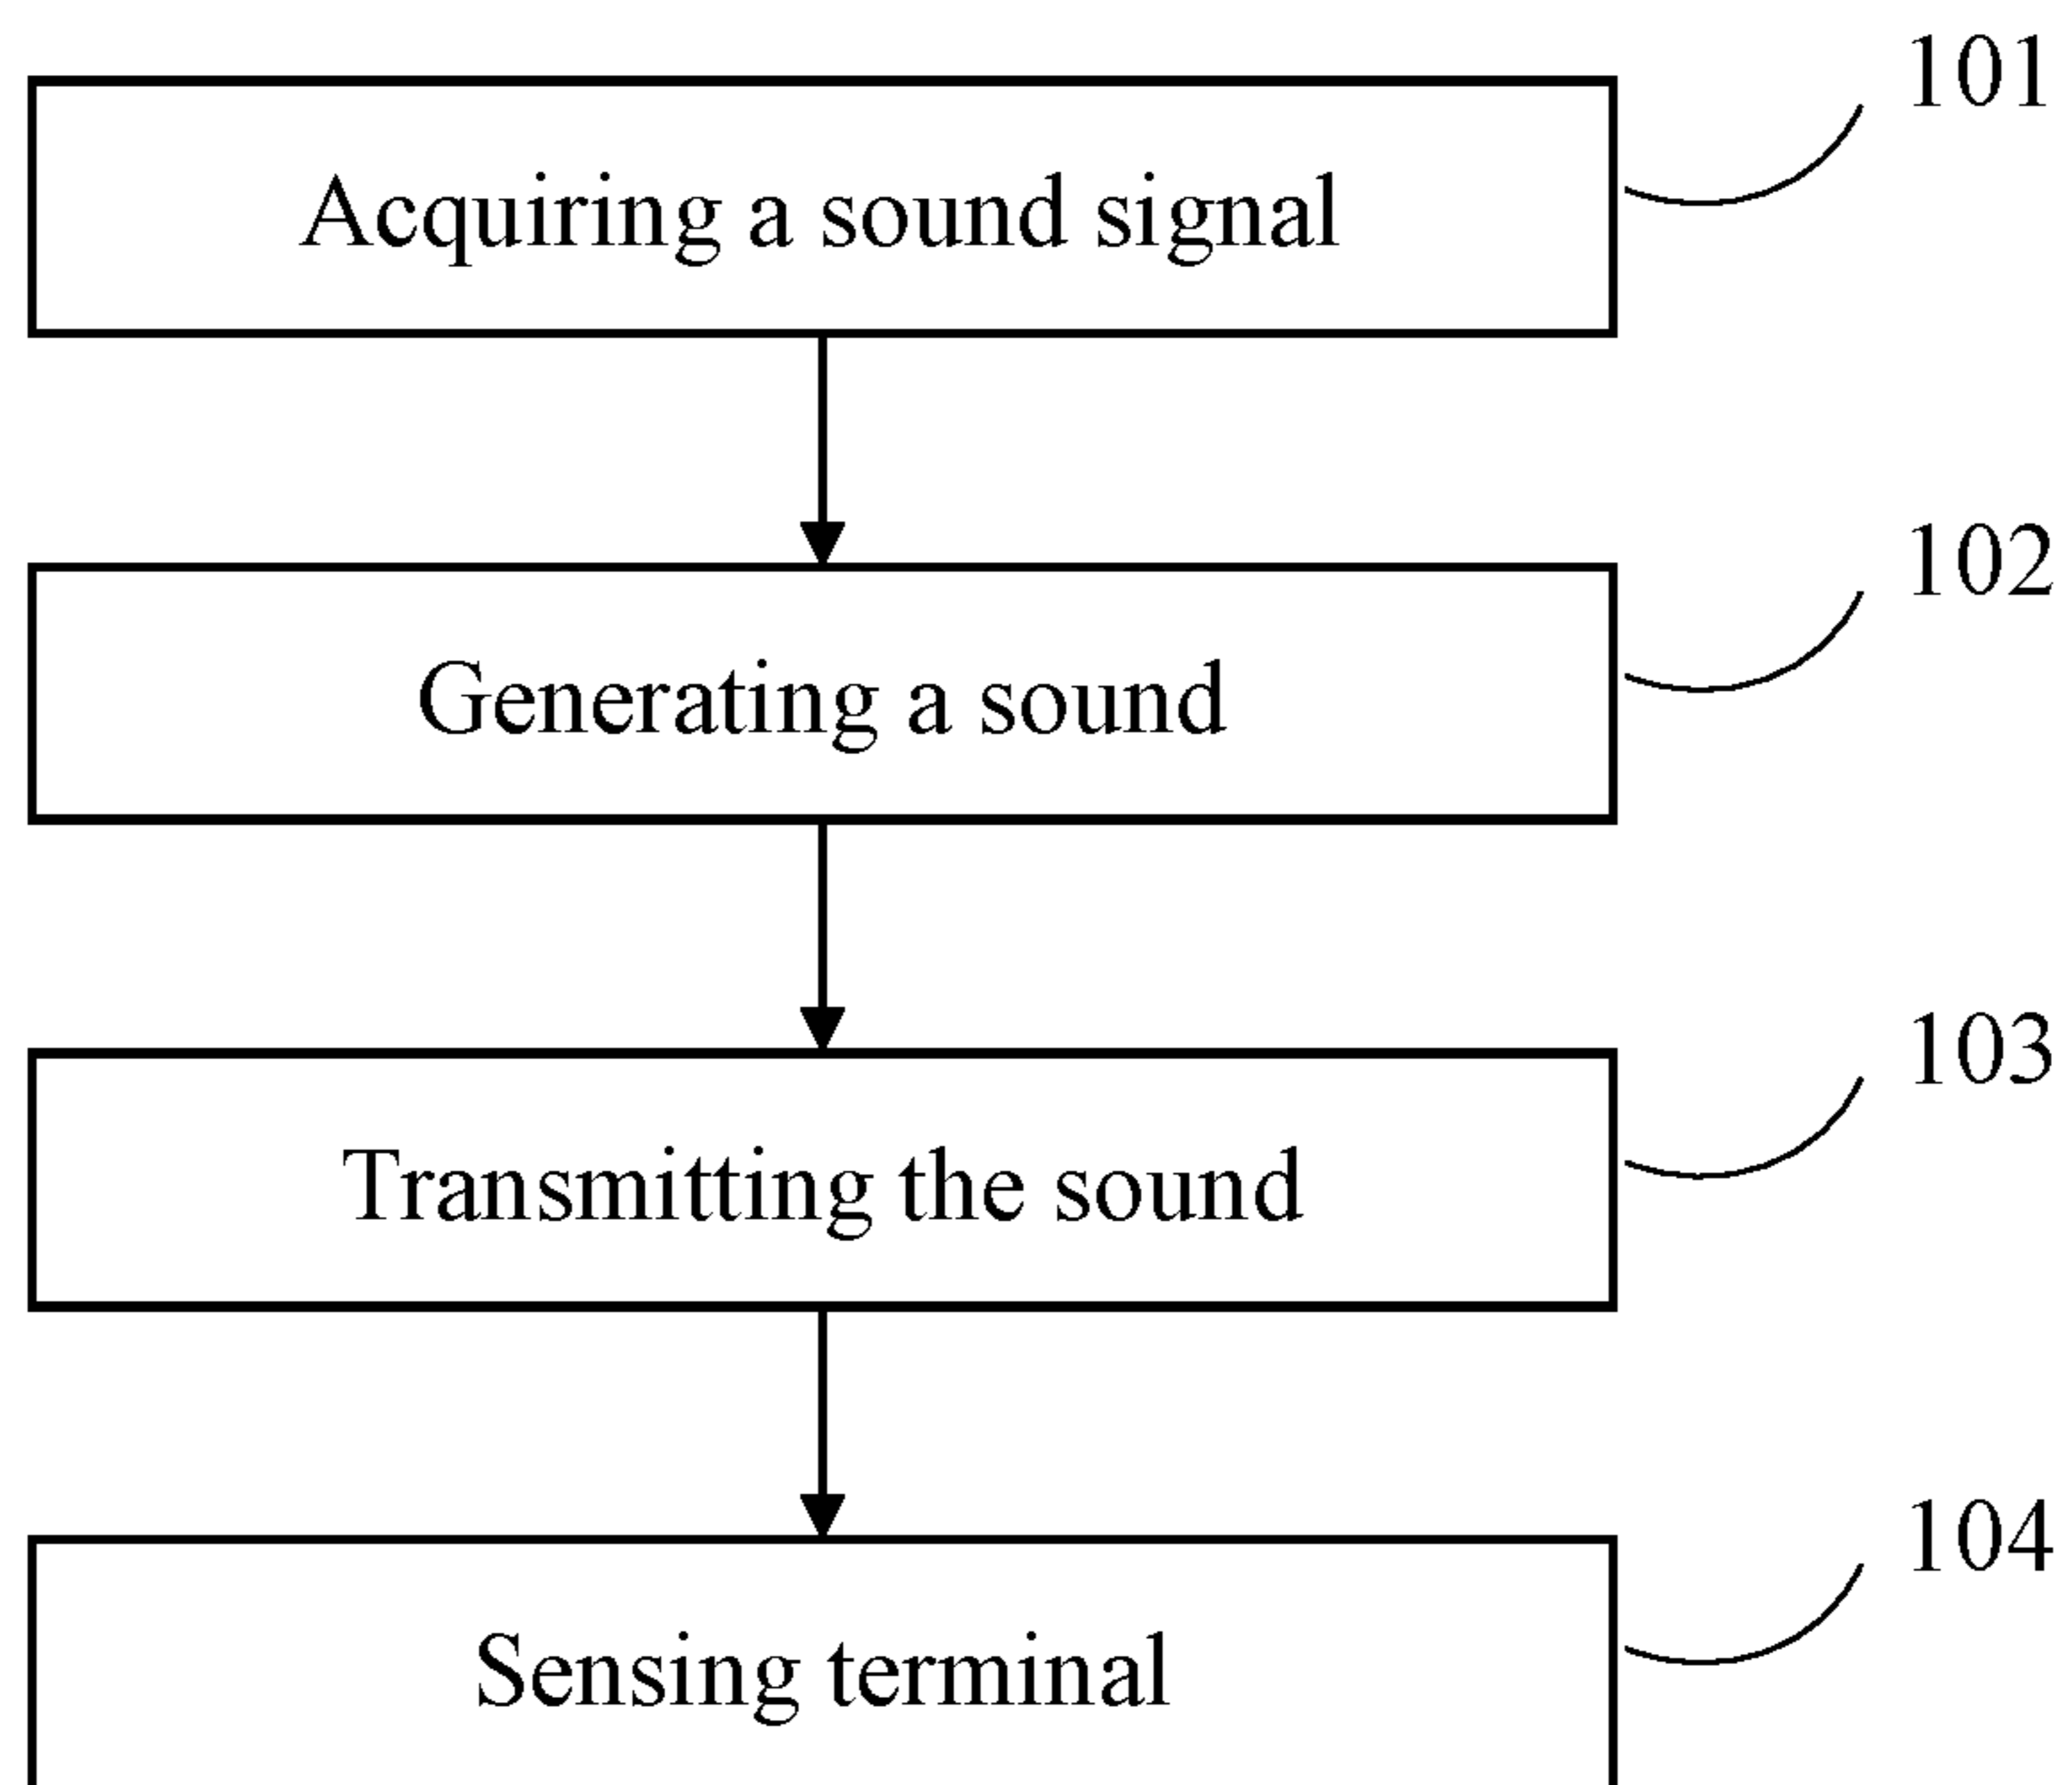 101
Acquiring a sound signal
102
Generating a sound
103
Transmitting the sound
104
Sensing terminal